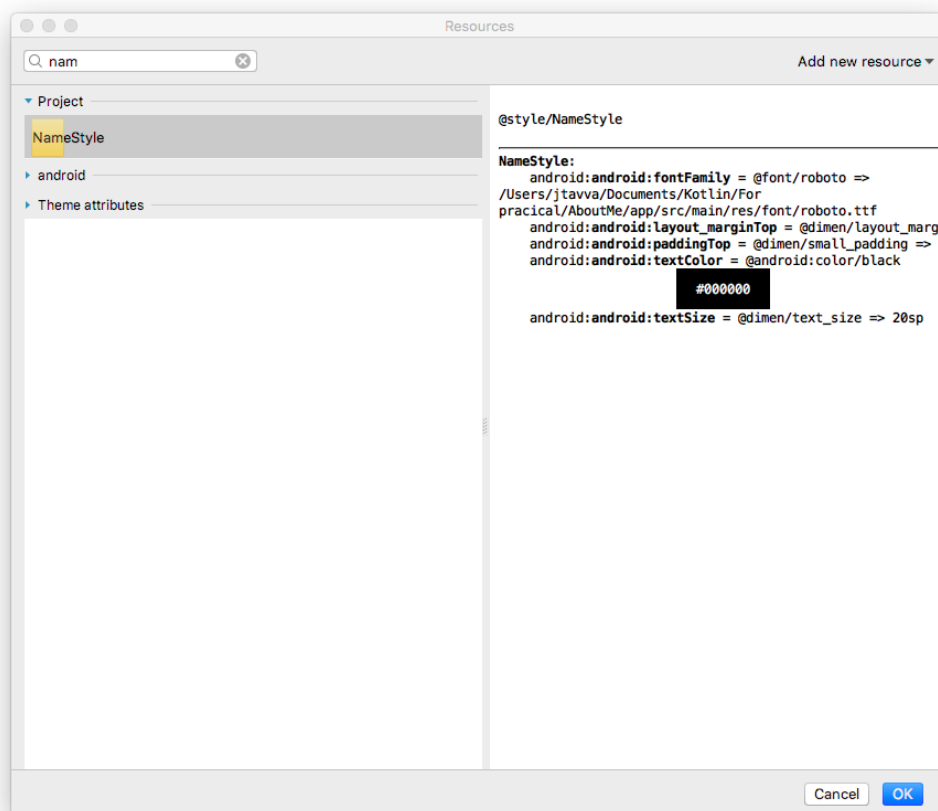 Resources
nam
Add new resource
Project
NameStyle
android
Theme attributes
@style/NameStyle
NameStyle:
android:android:fontFamily = @font/roboto =>
/Users/jtavva/Documents/Kotlin/For
pracical/AboutMe/app/src/main/res/font/roboto.ttf
android:android:layout_marginTop = @dimen/layout_marg
android:android:paddingTop = @dimen/small_padding =>
android:android:textColor = @android:color/black
#000000
android:android:textSize = @dimen/text_size => 20sp
Cancel
OK